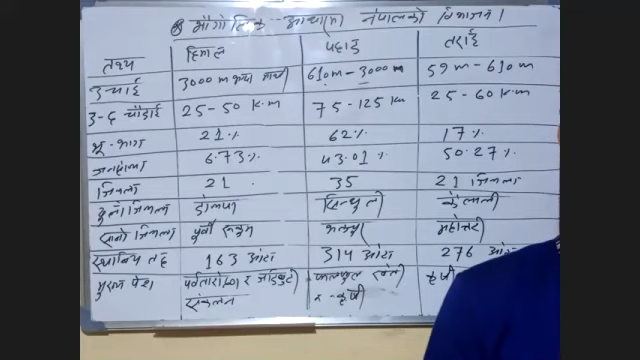 भौगोलिक आधारमा नेपालको विभाजन।
तथ्य हिमाल पहाड तराई
उचाई 3000 m भन्दा माथी 610m - 3000 m 59 m - 610 m
उ-द चौडाई 25-50 K.m 75-125 Km 25-60 K.m
भू-भाग 21% 62% 17%
जनसंख्या 6.73% 43.01% 50.27%
जिल्ला 21 35 21 जिल्ला
ठुलो जिल्ला डोल्पा सिन्धुली कैलाली
सानो जिल्ला पूर्वी रुकुम भक्तपुर महोत्तरी
स्थानिय तह 163 ओटा 314 ओटा 276
मुख्य पेशा पर्वतारोहण र जडिबुटी संकलन फलफूल खेती र कृषी कृषी